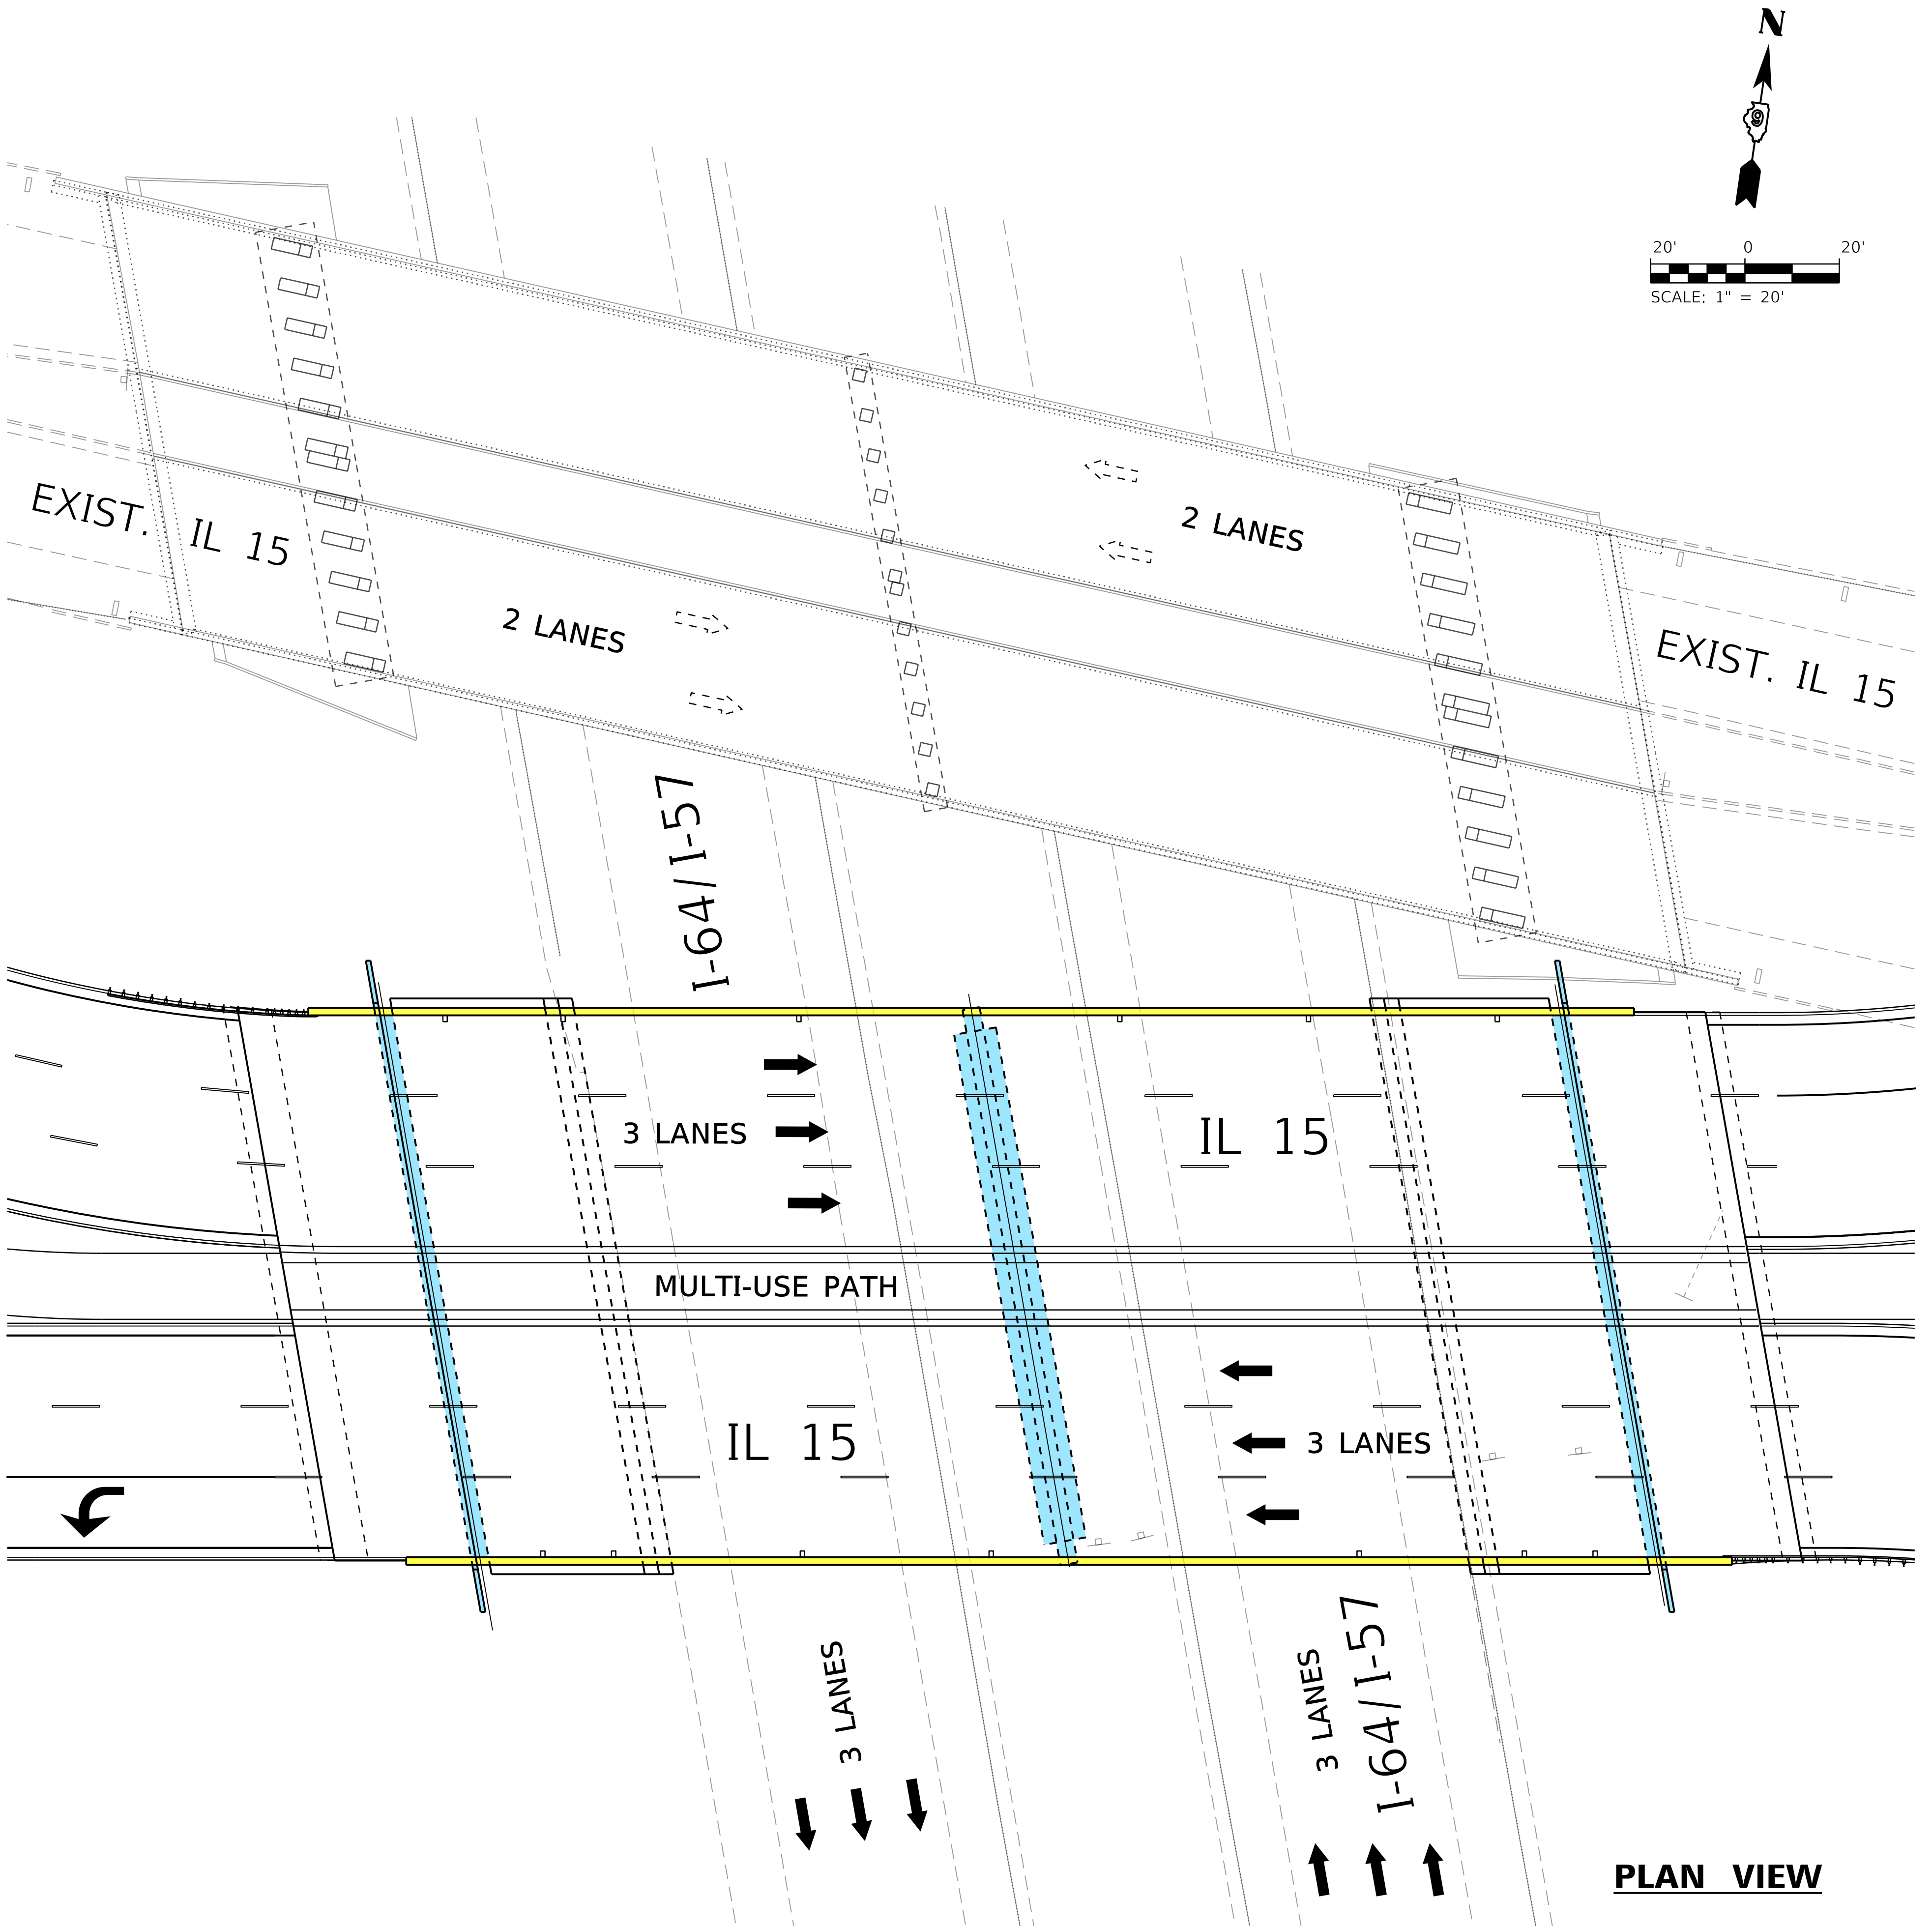 N
20' 0 20'
SCALE: 1" = 20'
EXIST. IL 15
2 LANES
2 LANES
EXIST. IL 15
I-64/I-57
3 LANES
IL 15
MULTI-USE PATH
IL 15
3 LANES
3 LANES
3 LANES
I-64/I-57
PLAN VIEW